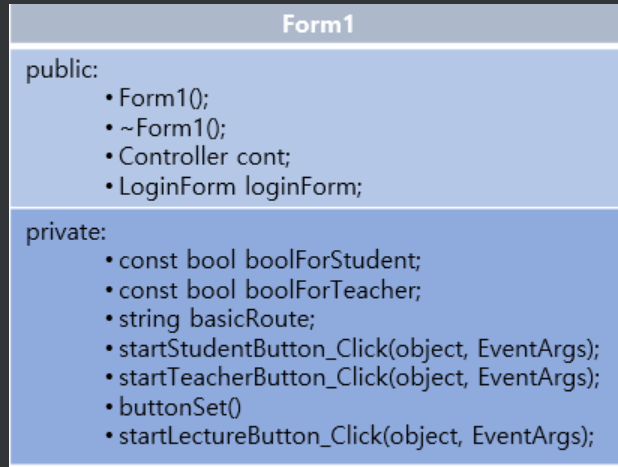 Form1
public:
• Form1();
• ~Form1();
• Controller cont;
• LoginForm loginForm;
private:
• const bool boolForStudent;
• const bool boolForTeacher;
• string basicRoute;
• startStudentButton_Click(object, EventArgs);
• startTeacherButton_Click(object, EventArgs);
• buttonSet()
• startLectureButton_Click(object, EventArgs);